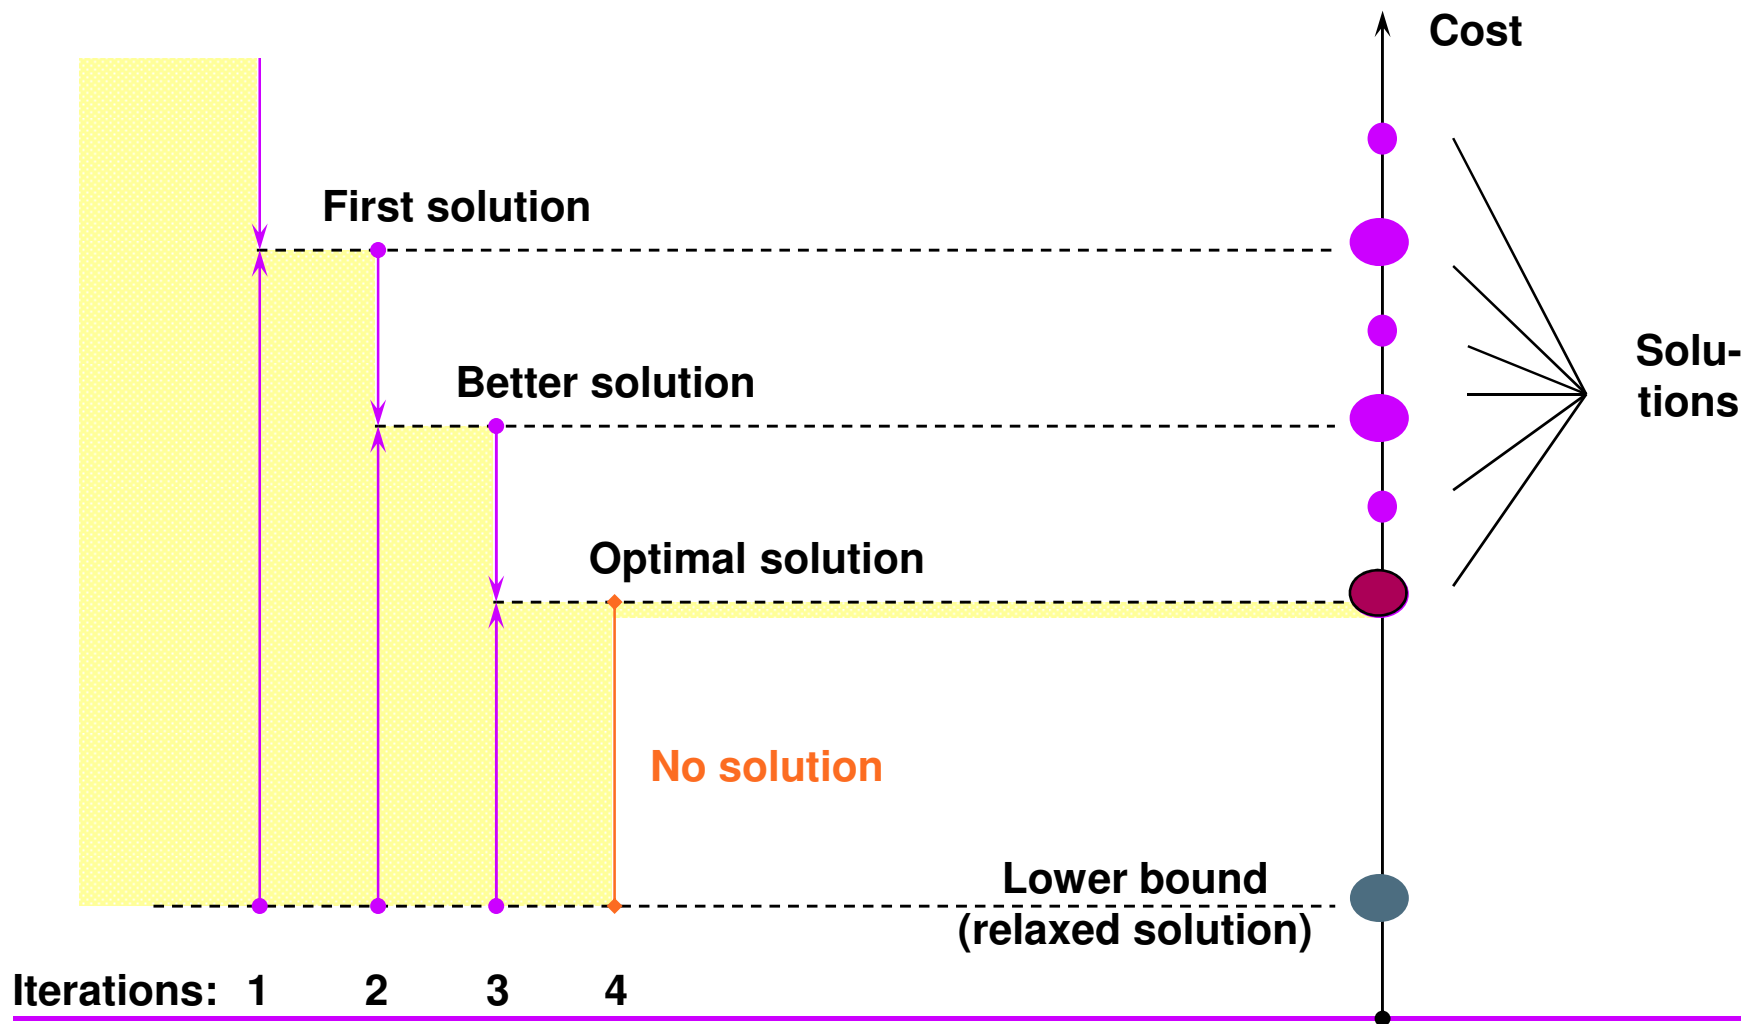 Cost
First solution
Solu-
tions
Better solution
Optimal solution
No solution
Lower bound
(relaxed solution)
Iterations: 1 2 3 4